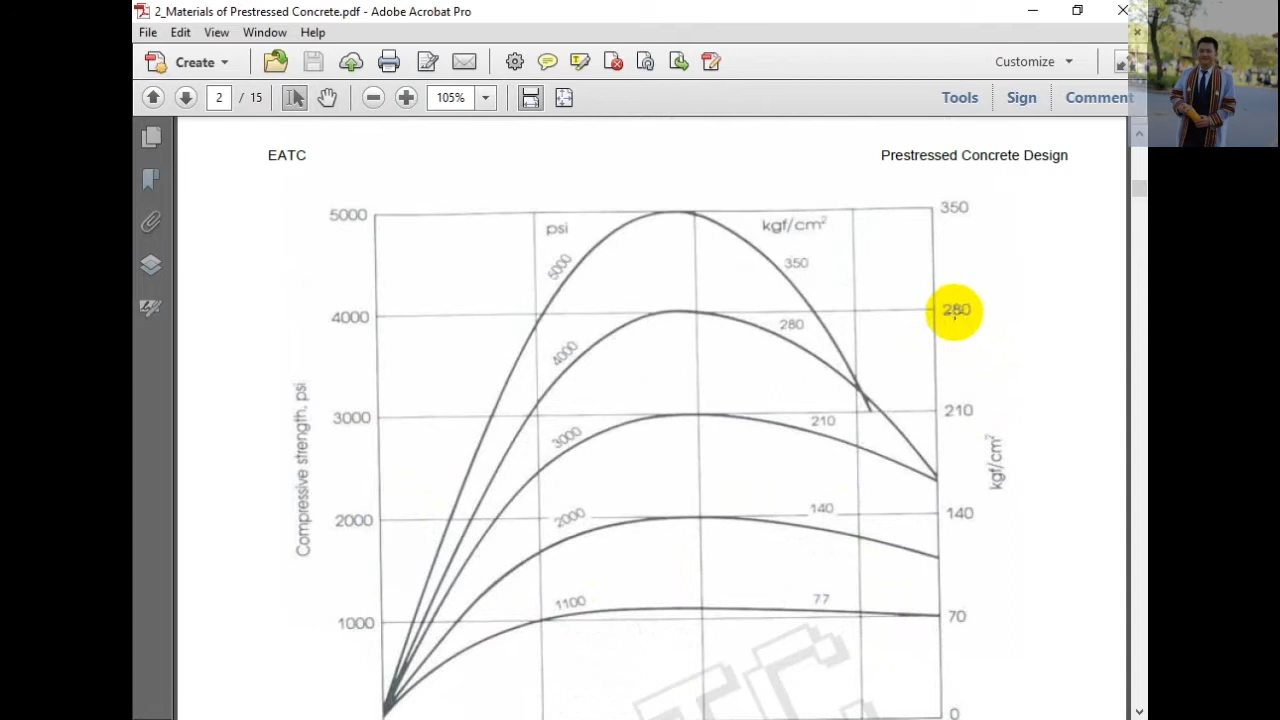 2_Materials of Prestressed Concrete.pdf - Adobe Acrobat Pro
File Edit View Window Help
Create Customize
2 / 15 105% Tools Sign Comment
EATC Prestressed Concrete Design
5000 350
psi kgf/cm²
5000 350
4000 280
4000 280
3000 210
3000 210
Compressive strength, psi
kgf/cm²
2000 140
2000 140
1100 77
1000 70
0